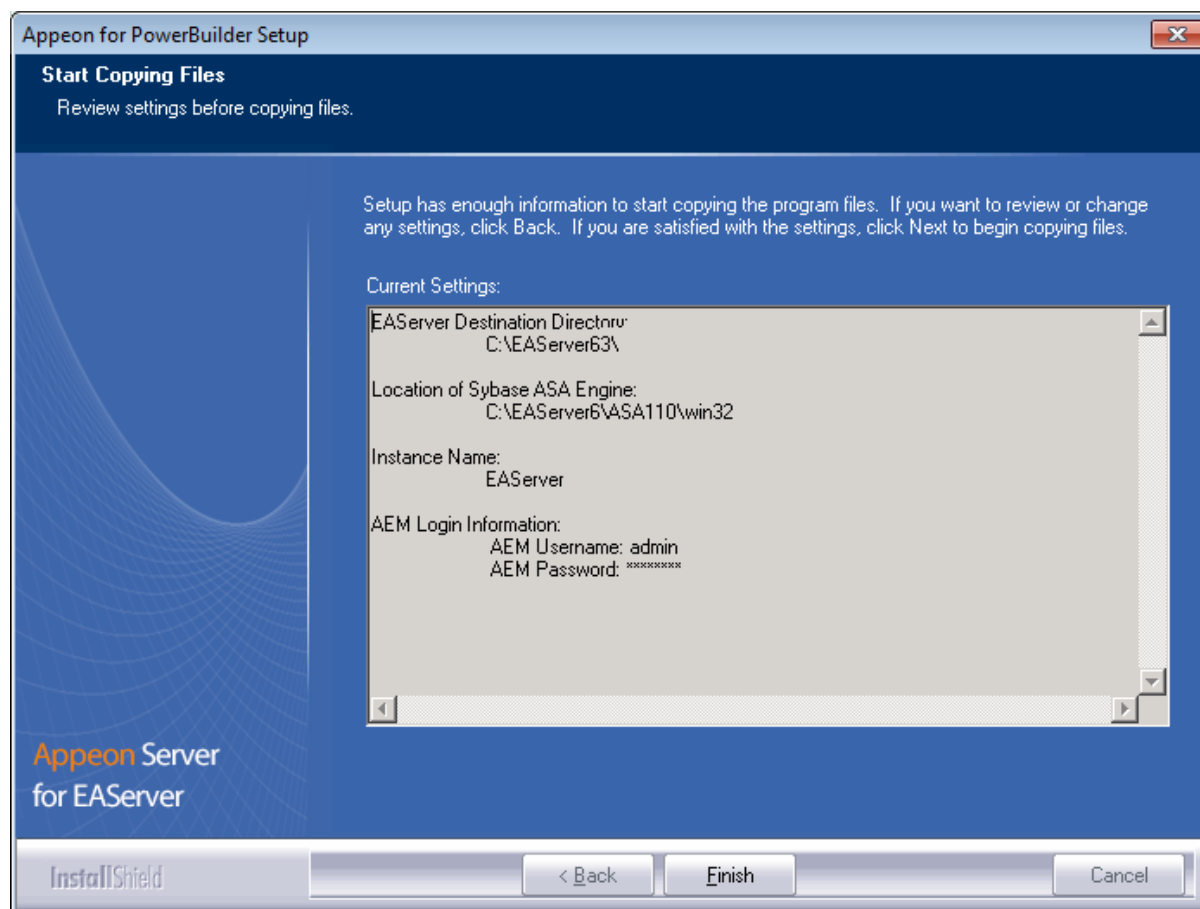 Appeon for PowerBuilder Setup
Start Copying Files
Review settings before copying files.
Setup has enough information to start copying the program files. If you want to review or change
any settings, click Back. If you are satisfied with the settings, click Next to begin copying files.
Current Settings:
EAServer Destination Directory:
C:\EAServer63\
Location of Sybase ASA Engine:
C:\EAServer6\ASA110\win32
Instance Name:
EAServer
AEM Login Information:
AEM Username: admin
AEM Password: ********
Appeon Server
for EAServer
InstallShield
< Back
Finish
Cancel